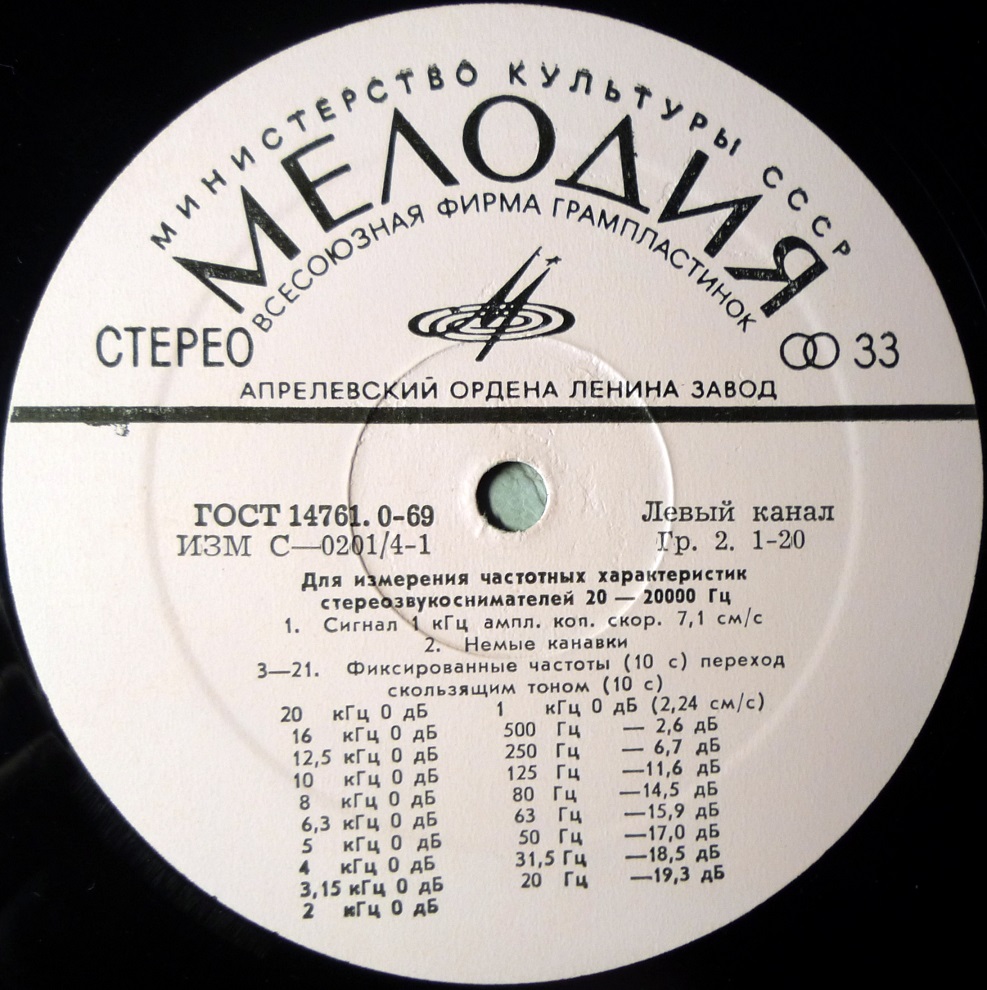 МИНИСТЕРСТВО КУЛЬТУРЫ СССР
МЕЛОДИЯ
ВСЕСОЮЗНАЯ ФИРМА ГРАМПЛАСТИНОК
СТЕРЕО
33
АПРЕЛЕВСКИЙ ОРДЕНА ЛЕНИНА ЗАВОД
ГОСТ 14761.0-69 Левый канал
ИЗМ С—0201/4-1 Гр. 2. 1-20
Для измерения частотных характеристик
стереозвукоснимателей 20 — 20000 Гц
1. Сигнал 1 кГц ампл. коп. скор. 7,1 см/с
2. Немые канавки
3—21. Фиксированные частоты (10 с) переход
скользящим тоном (10 с)
20 кГц 0 дБ 1 кГц 0 дБ (2,24 см/с)
16 кГц 0 дБ 500 Гц — 2,6 дБ
12,5 кГц 0 дБ 250 Гц — 6,7 дБ
10 кГц 0 дБ 125 Гц —11,6 дБ
8 кГц 0 дБ 80 Гц —14,5 дБ
6,3 кГц 0 дБ 63 Гц —15,9 дБ
5 кГц 0 дБ 50 Гц —17,0 дБ
4 кГц 0 дБ 31,5 Гц —18,5 дБ
3,15 кГц 0 дБ 20 Гц —19,3 дБ
2 кГц 0 дБ